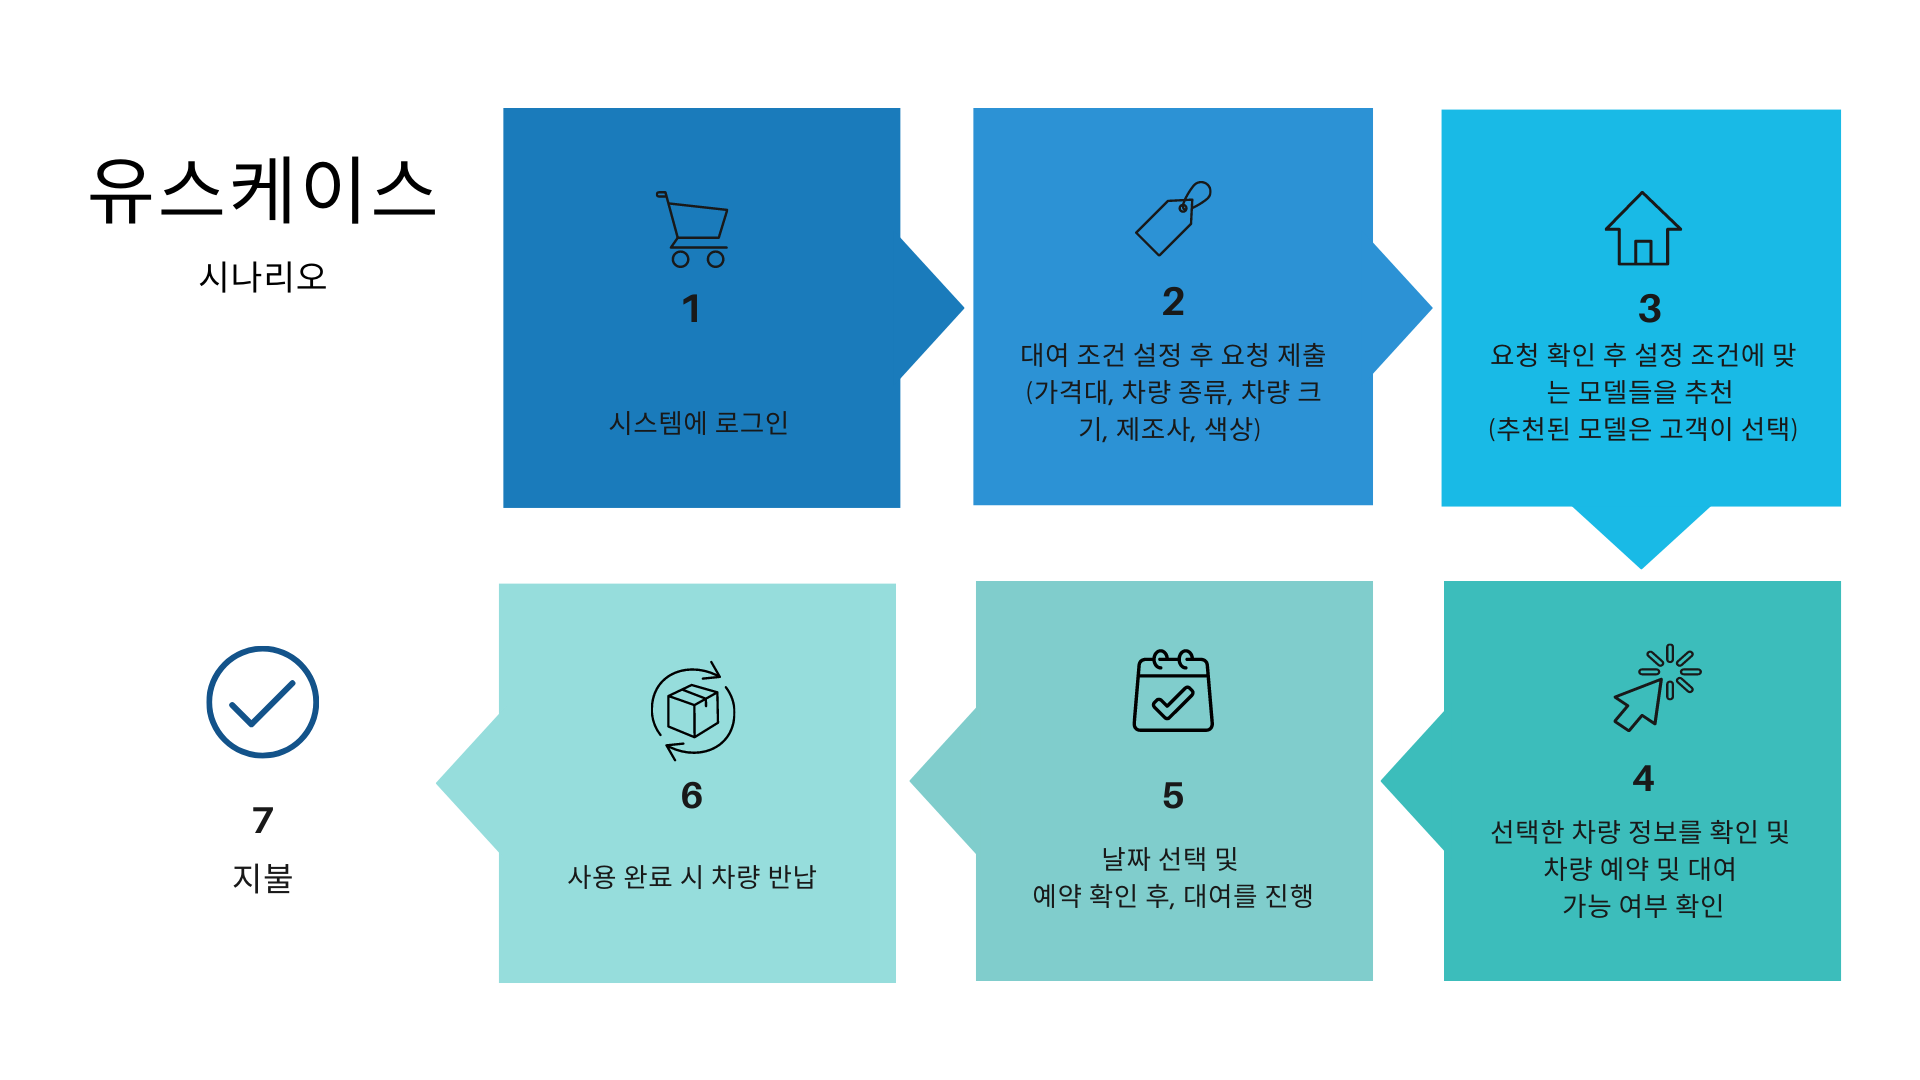 유스케이스
시나리오
1
시스템에 로그인
2
대여 조건 설정 후 요청 제출
(가격대, 차량 종류, 차량 크
기, 제조사, 색상)
3
요청 확인 후 설정 조건에 맞
는 모델들을 추천
(추천된 모델은 고객이 선택)
4
선택한 차량 정보를 확인 및
차량 예약 및 대여
가능 여부 확인
5
날짜 선택 및
예약 확인 후, 대여를 진행
6
사용 완료 시 차량 반납
7
지불